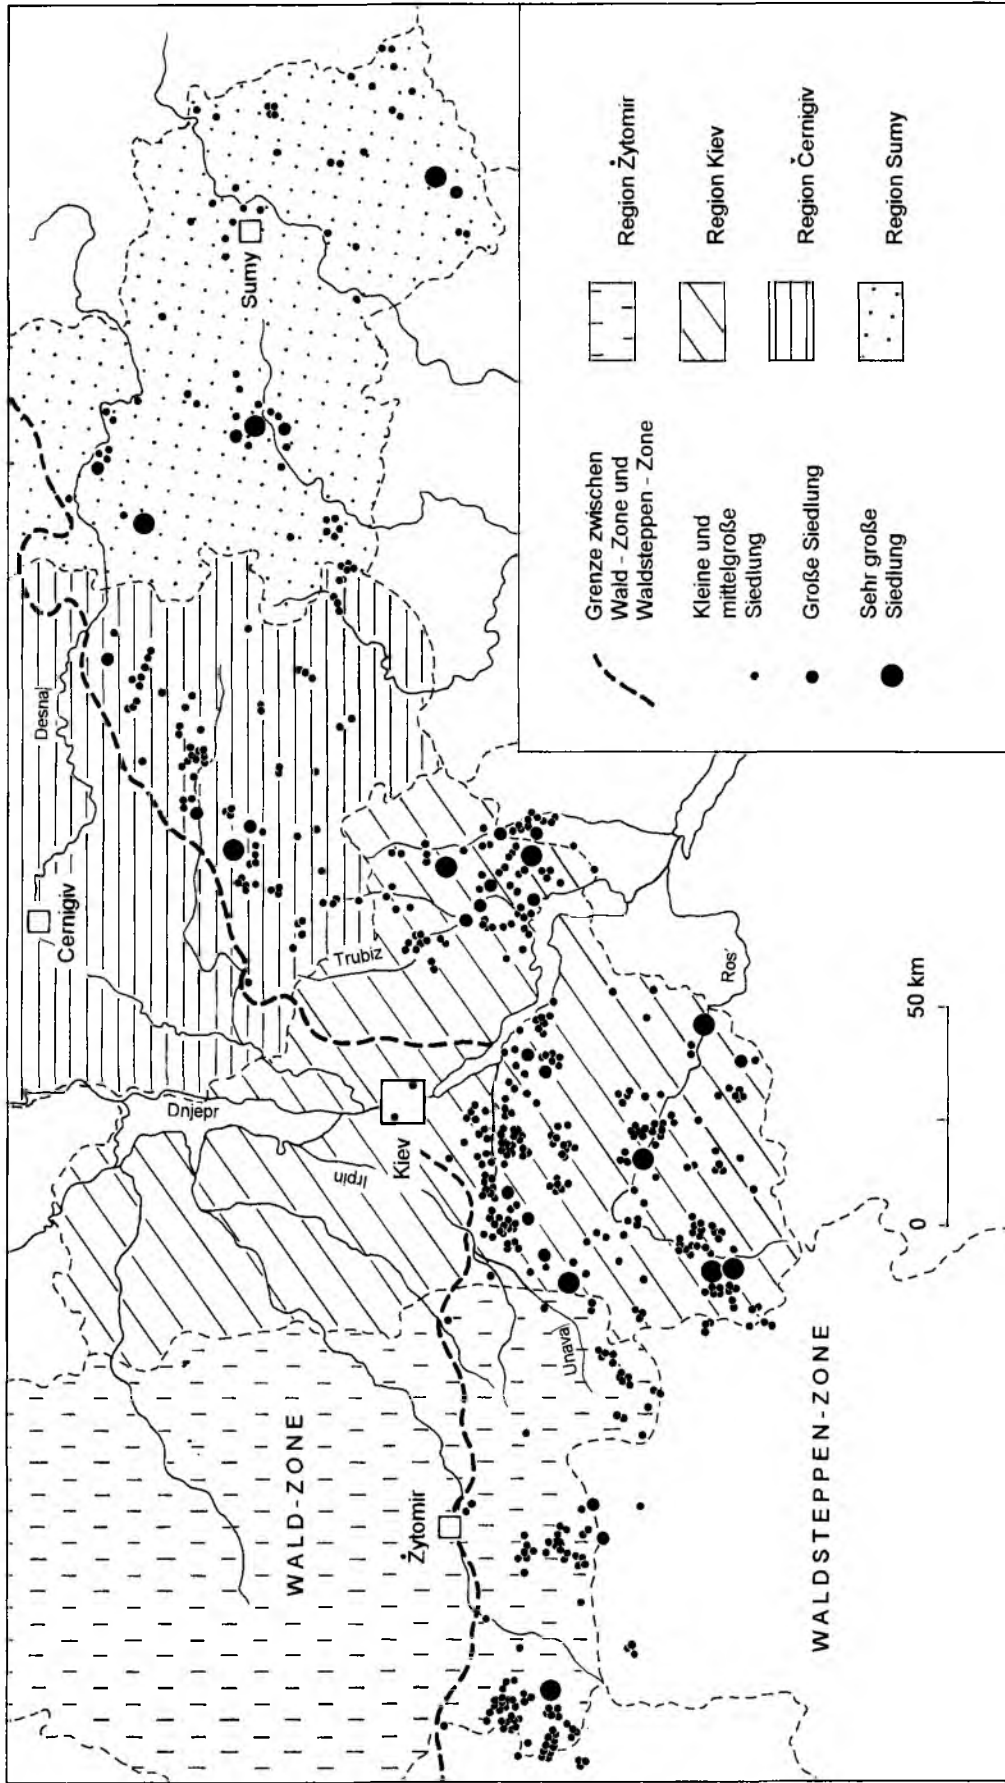 WALD-ZONE
WALDSTEPPEN-ZONE
Żytomir
Kiev
Cernigiv
Sumy
Dnjepr
Desna
Irpin
Unava
Trubiz
Ros'
0
50 km
Grenze zwischen
Wald - Zone und
Waldsteppen - Zone
Kleine und
mittelgroße
Siedlung
Große Siedlung
Sehr große
Siedlung
Region Żytomir
Region Kiev
Region Černigiv
Region Sumy